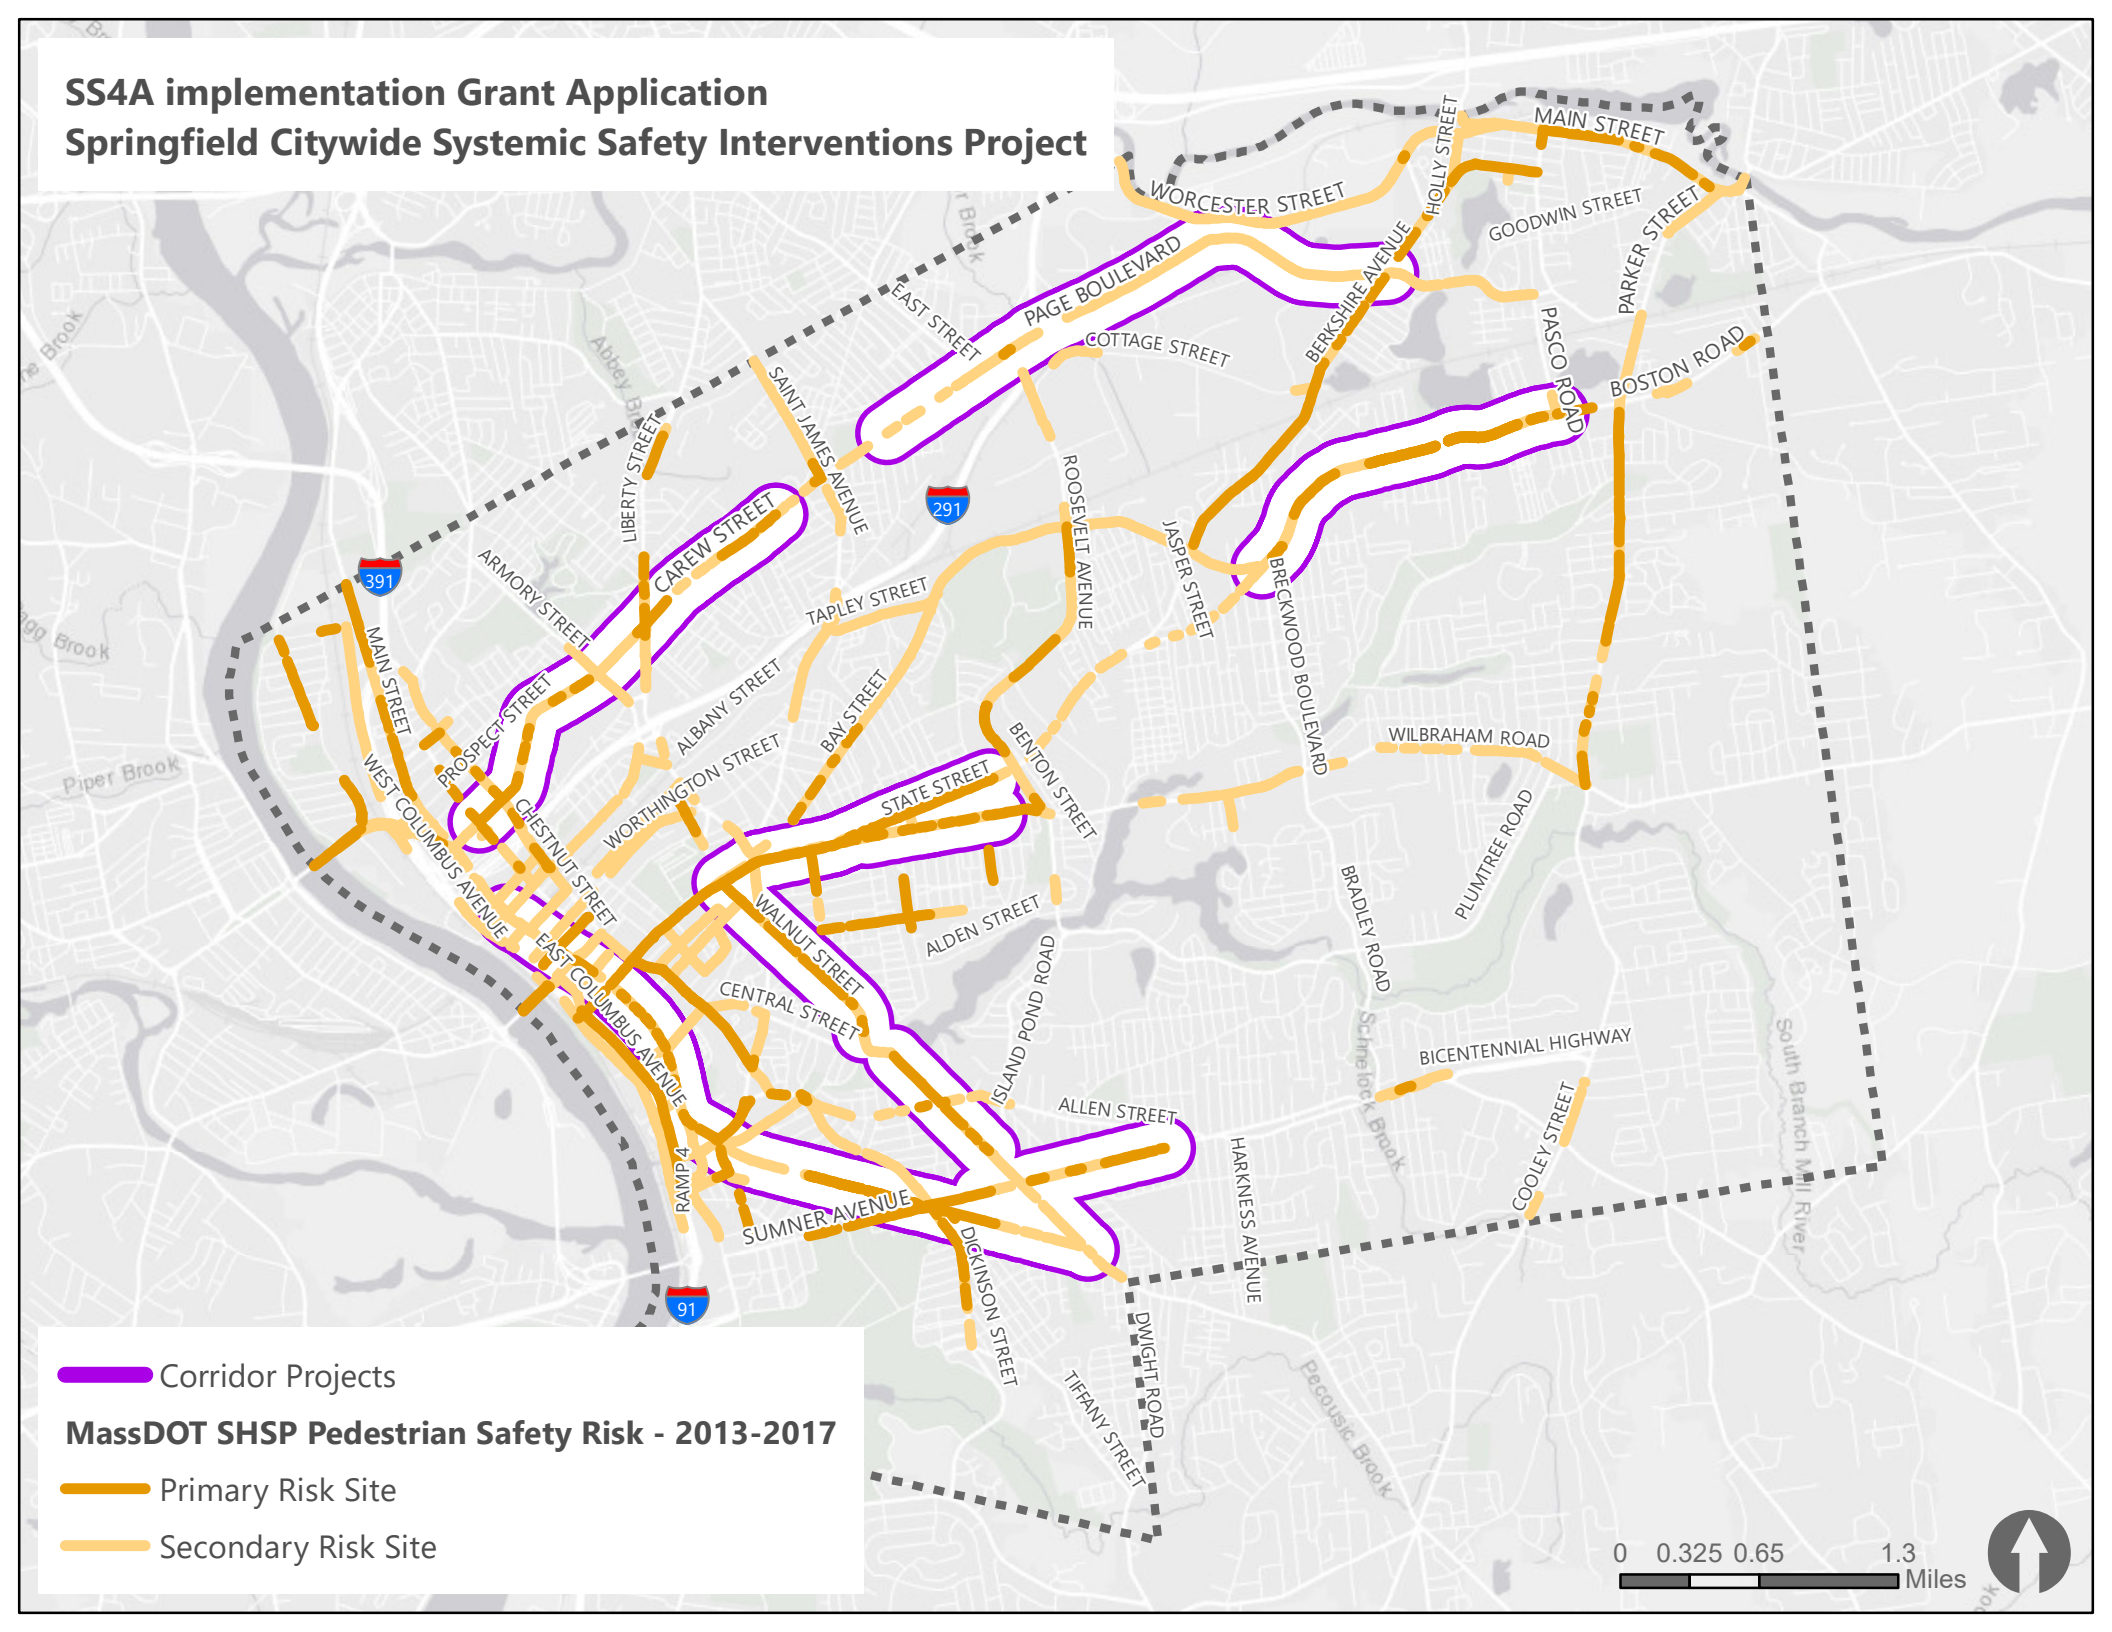 SS4A implementation Grant Application
Springfield Citywide Systemic Safety Interventions Project
MAIN STREET
HOLLY STREET
WORCESTER STREET
GOODWIN STREET
PARKER STREET
PAGE BOULEVARD
EAST STREET
BERKSHIRE AVENUE
COTTAGE STREET
PASCO ROAD
BOSTON ROAD
Brook
Abbey
SAINT JAMES AVENUE
LIBERTY STREET
ROOSEVELT AVENUE
291
CAREW STREET
JASPER STREET
391
ARMORY STREET
TAPLEY STREET
BRECKWOOD BOULEVARD
Brook
MAIN STREET
ALBANY STREET
BAY STREET
PROSPECT STREET
WILBRAHAM ROAD
BENTON STREET
WORTHINGTON STREET
Piper Brook
WEST COLUMBUS AVENUE
STATE STREET
CHESTNUT STREET
PLUMTREE ROAD
BRADLEY ROAD
WALNUT STREET
ALDEN STREET
EAST COLUMBUS AVENUE
ISLAND POND ROAD
CENTRAL STREET
Schnelock Brook
BICENTENNIAL HIGHWAY
South Branch Mill River
ALLEN STREET
COOLEY STREET
RAMP 4
HARKNESS AVENUE
SUMNER AVENUE
DICKINSON STREET
91
DWIGHT ROAD
TIFFANY STREET
Pecousic Brook
Corridor Projects
MassDOT SHSP Pedestrian Safety Risk - 2013-2017
Primary Risk Site
Secondary Risk Site
0 0.325 0.65 1.3
Miles